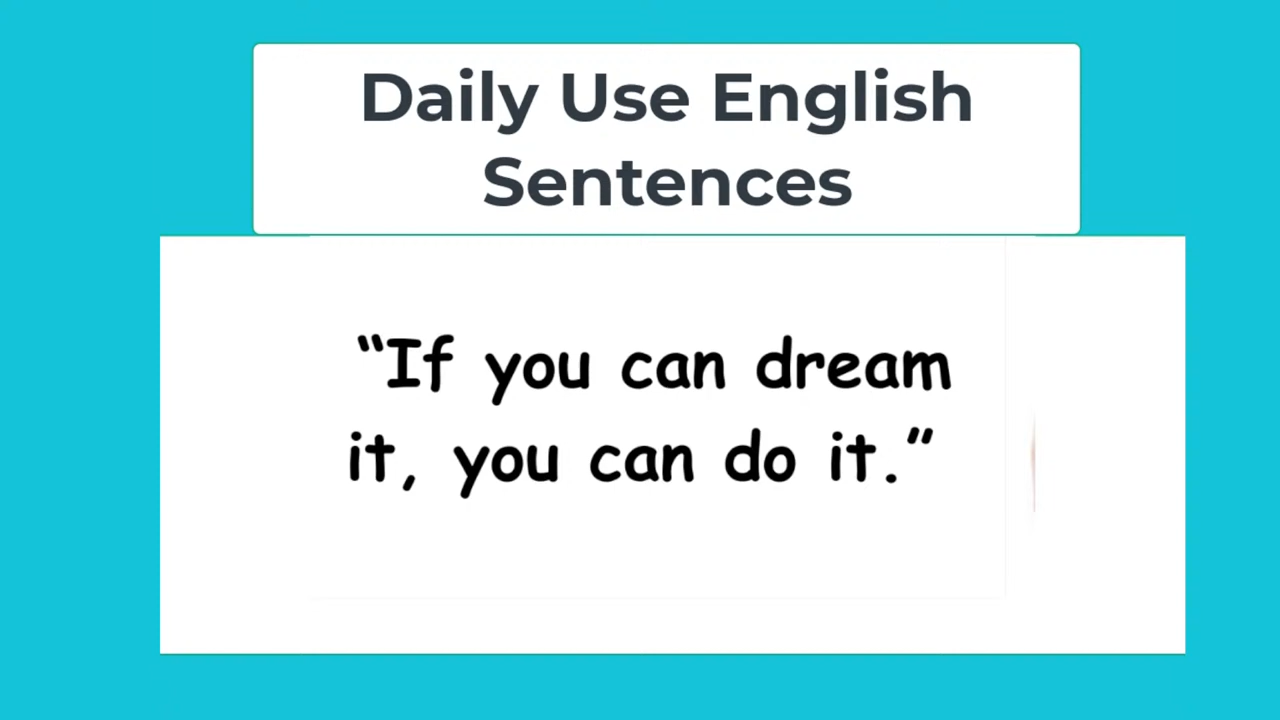 Daily Use English
Sentences
“If you can dream
it, you can do it.”